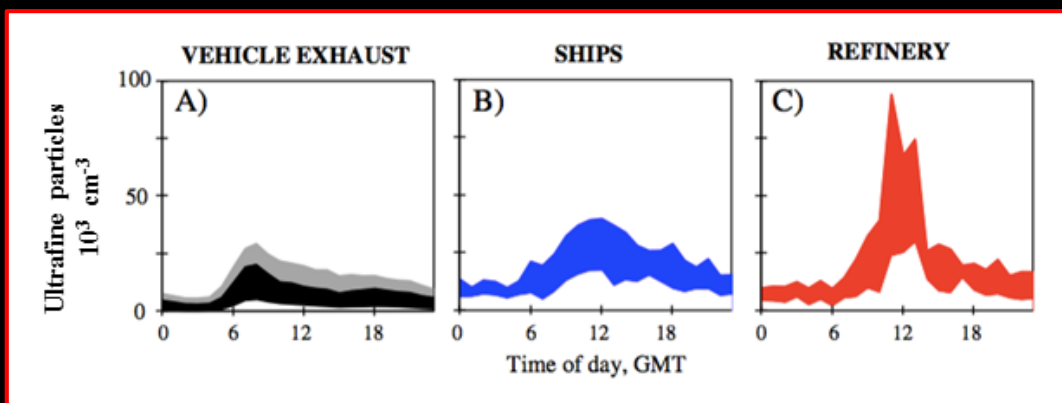 VEHICLE EXHAUST
SHIPS
REFINERY
Ultrafine particles
10³ cm⁻³
100
50
0
A)
B)
C)
0 6 12 18
0 6 12 18
0 6 12 18
Time of day, GMT